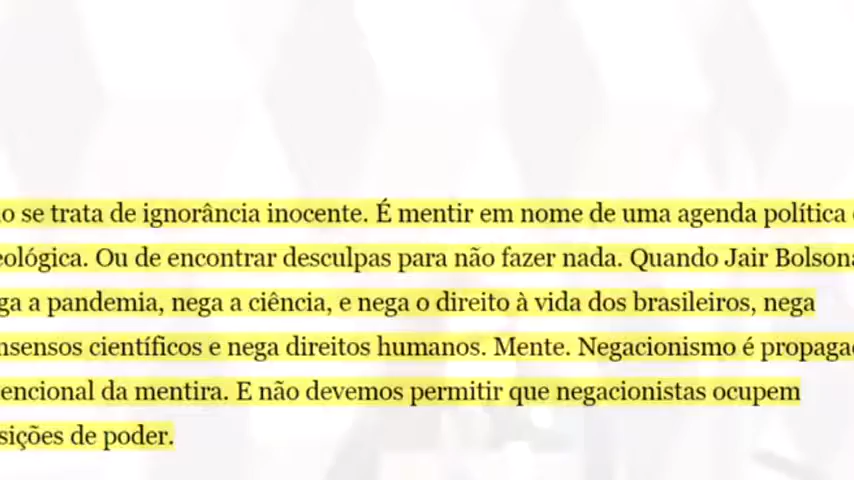 o se trata de ignorância inocente. É mentir em nome de uma agenda política
eológica. Ou de encontrar desculpas para não fazer nada. Quando Jair Bolsona
ga a pandemia, nega a ciência, e nega o direito à vida dos brasileiros, nega
nsensos científicos e nega direitos humanos. Mente. Negacionismo é propaga
encional da mentira. E não devemos permitir que negacionistas ocupem
sições de poder.